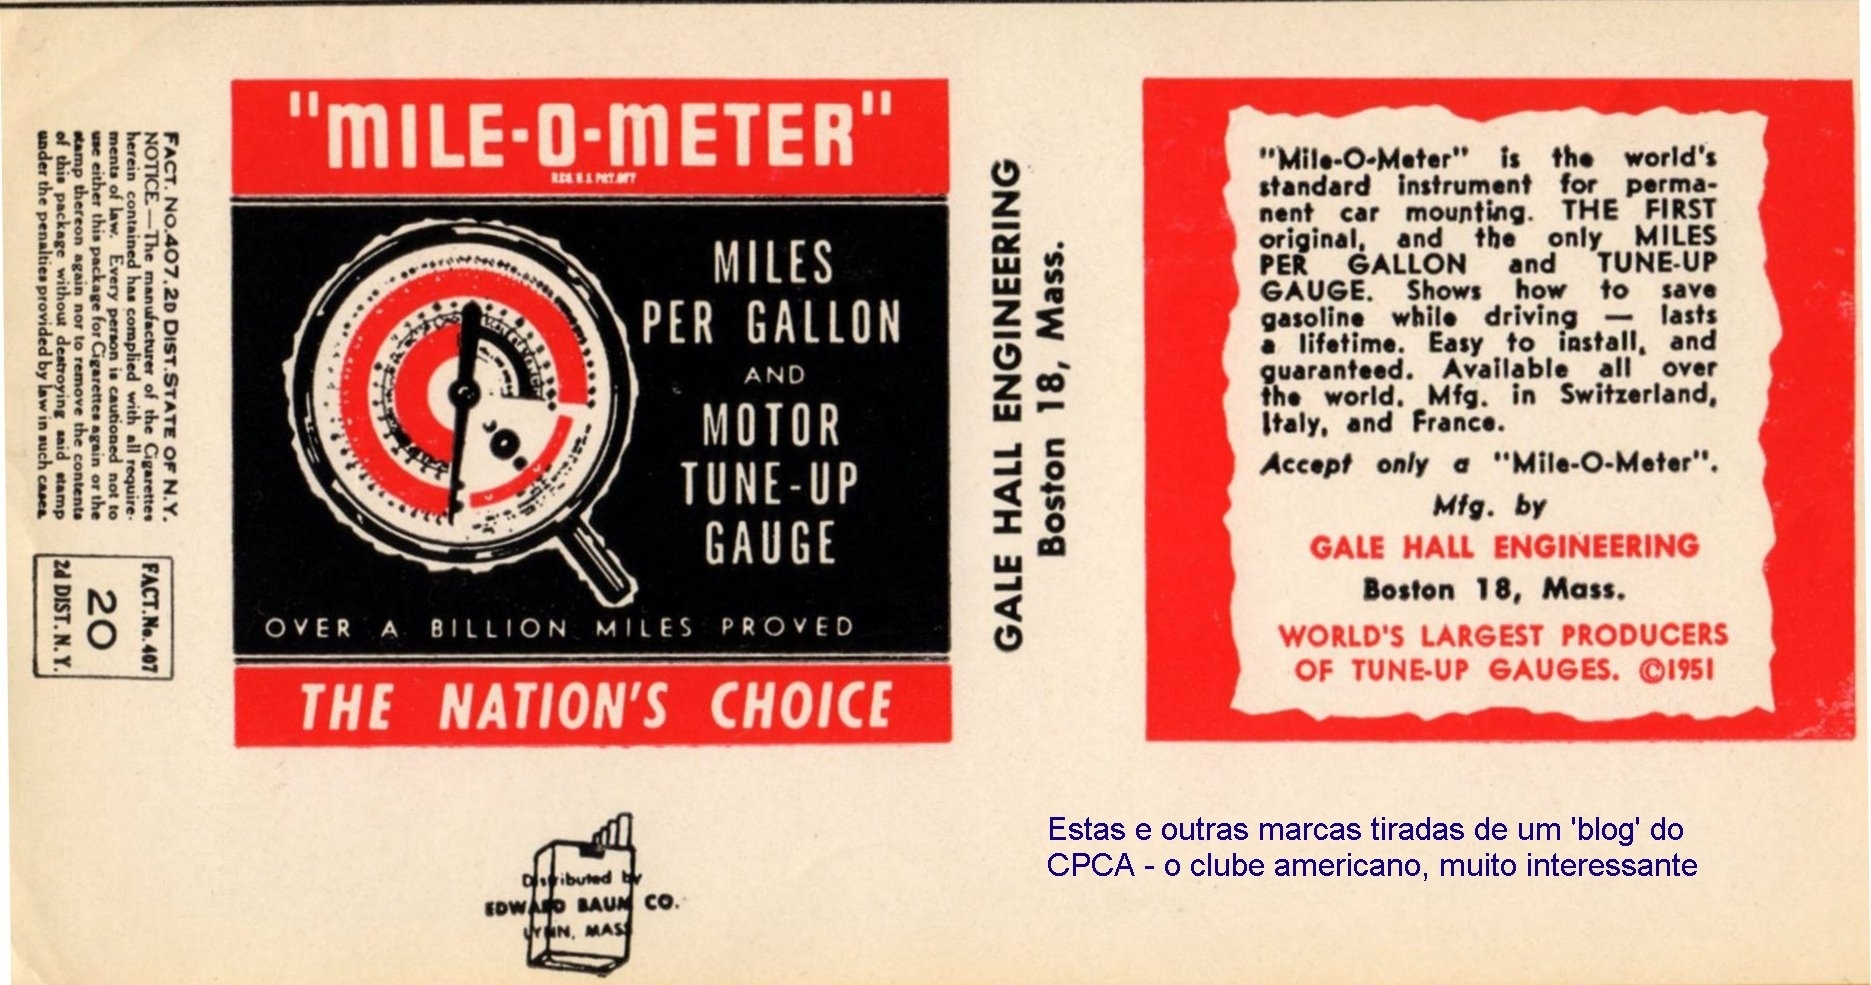 FACT. NO. 407, 2D DIST. STATE OF N.Y.
NOTICE.—The manufacturer of the Cigarettes
herein contained has complied with all require-
ments of law. Every person is cautioned not to
use either this package for Cigarettes again or the
stamp thereon again nor to remove the contents
of this package without destroying said stamp
under the penalties provided by law in such cases.
FACT. No. 407
20
2d DIST. N. Y.
"MILE-O-METER"
REG. U.S. PAT. OFF
MILES
PER GALLON
AND
MOTOR
TUNE-UP
GAUGE
OVER A BILLION MILES PROVED
THE NATION'S CHOICE
GALE HALL ENGINEERING
Boston 18, Mass.
"Mile-O-Meter" is the world's
standard instrument for perma-
nent car mounting. THE FIRST
original, and the only MILES
PER GALLON and TUNE-UP
GAUGE. Shows how to save
gasoline while driving — lasts
a lifetime. Easy to install, and
guaranteed. Available all over
the world. Mfg. in Switzerland,
Italy, and France.
Accept only a "Mile-O-Meter".
Mfg. by
GALE HALL ENGINEERING
Boston 18, Mass.
WORLD'S LARGEST PRODUCERS
OF TUNE-UP GAUGES. ©1951
Distributed by
EDWARD BAUM CO.
LYNN, MASS
Estas e outras marcas tiradas de um 'blog' do
CPCA - o clube americano, muito interessante